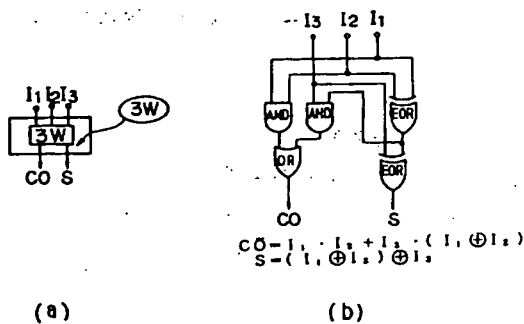 I1 I2 I3
3W
3W
CO S
(a)
I3 I2 I1
AND AND EOR
OR EOR
CO S
CO=I1·I2+I3·(I1⊕I2)
S=(I1⊕I2)⊕I3
(b)